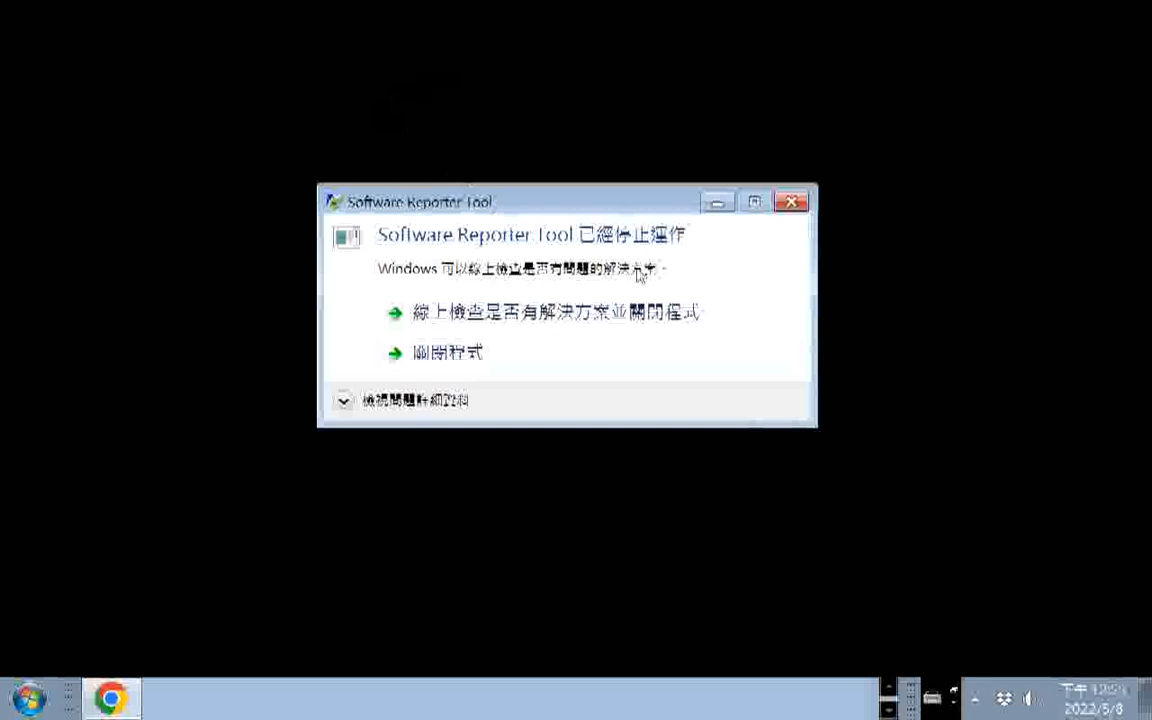 Software Reporter Tool
Software Reporter Tool 已經停止運作
Windows 可以線上檢查是否有問題的解決方案。
線上檢查是否有解決方案並關閉程式
關閉程式
檢視問題詳細資料
下午
2022/5/8